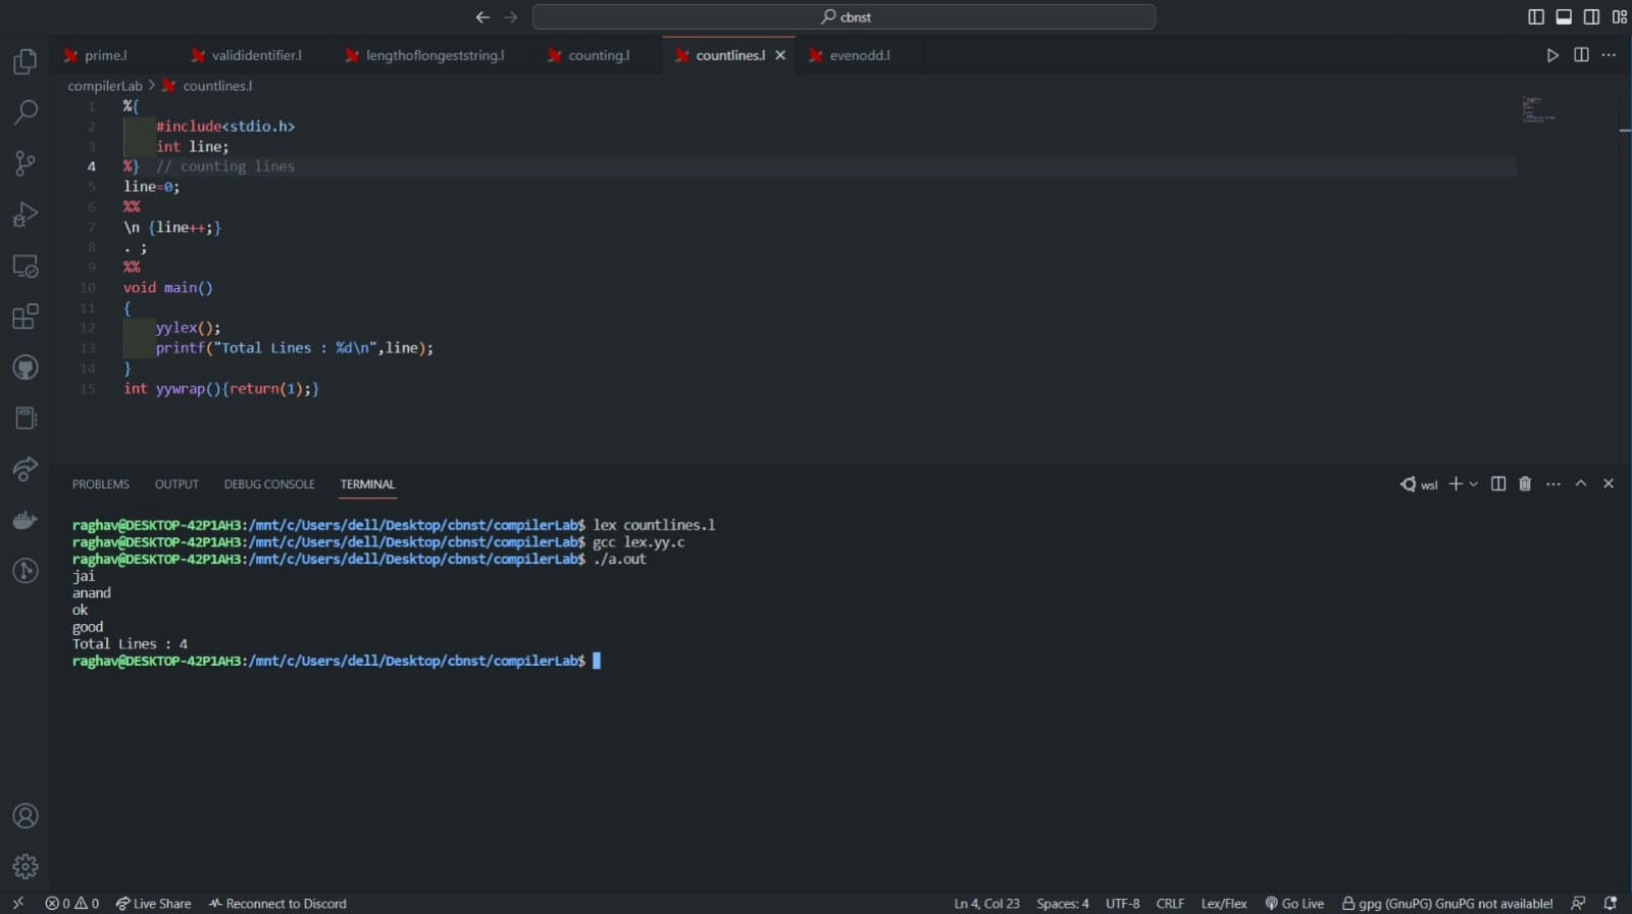 cbnst
prime.l valididentifier.l lengthoflongeststring.l counting.l countlines.l evenodd.l
compilerLab > countlines.l
1 %{
2 #include<stdio.h>
3 int line;
4 %} // counting lines
5 line=0;
6 %%
7 \n {line++;}
8 . ;
9 %%
10 void main()
11 {
12 yylex();
13 printf("Total Lines : %d\n",line);
14 }
15 int yywrap(){return(1);}
PROBLEMS OUTPUT DEBUG CONSOLE TERMINAL wsl
raghav@DESKTOP-42P1AH3:/mnt/c/Users/dell/Desktop/cbnst/compilerLab$ lex countlines.l
raghav@DESKTOP-42P1AH3:/mnt/c/Users/dell/Desktop/cbnst/compilerLab$ gcc lex.yy.c
raghav@DESKTOP-42P1AH3:/mnt/c/Users/dell/Desktop/cbnst/compilerLab$ ./a.out
jai
anand
ok
good
Total Lines : 4
raghav@DESKTOP-42P1AH3:/mnt/c/Users/dell/Desktop/cbnst/compilerLab$
0 0 Live Share Reconnect to Discord Ln 4, Col 23 Spaces: 4 UTF-8 CRLF Lex/Flex Go Live gpg (GnuPG) GnuPG not available!